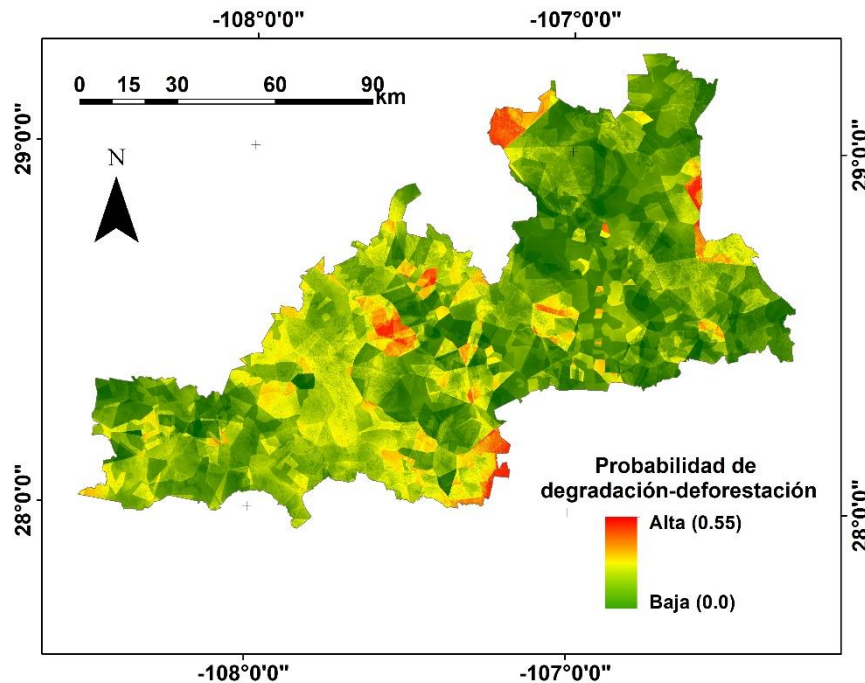 -108°0'0" -107°0'0"
0 15 30 60 90
km
29°0'0" 29°0'0"
N
Probabilidad de
degradación-deforestación
Alta (0.55)
Baja (0.0)
28°0'0" 28°0'0"
-108°0'0" -107°0'0"